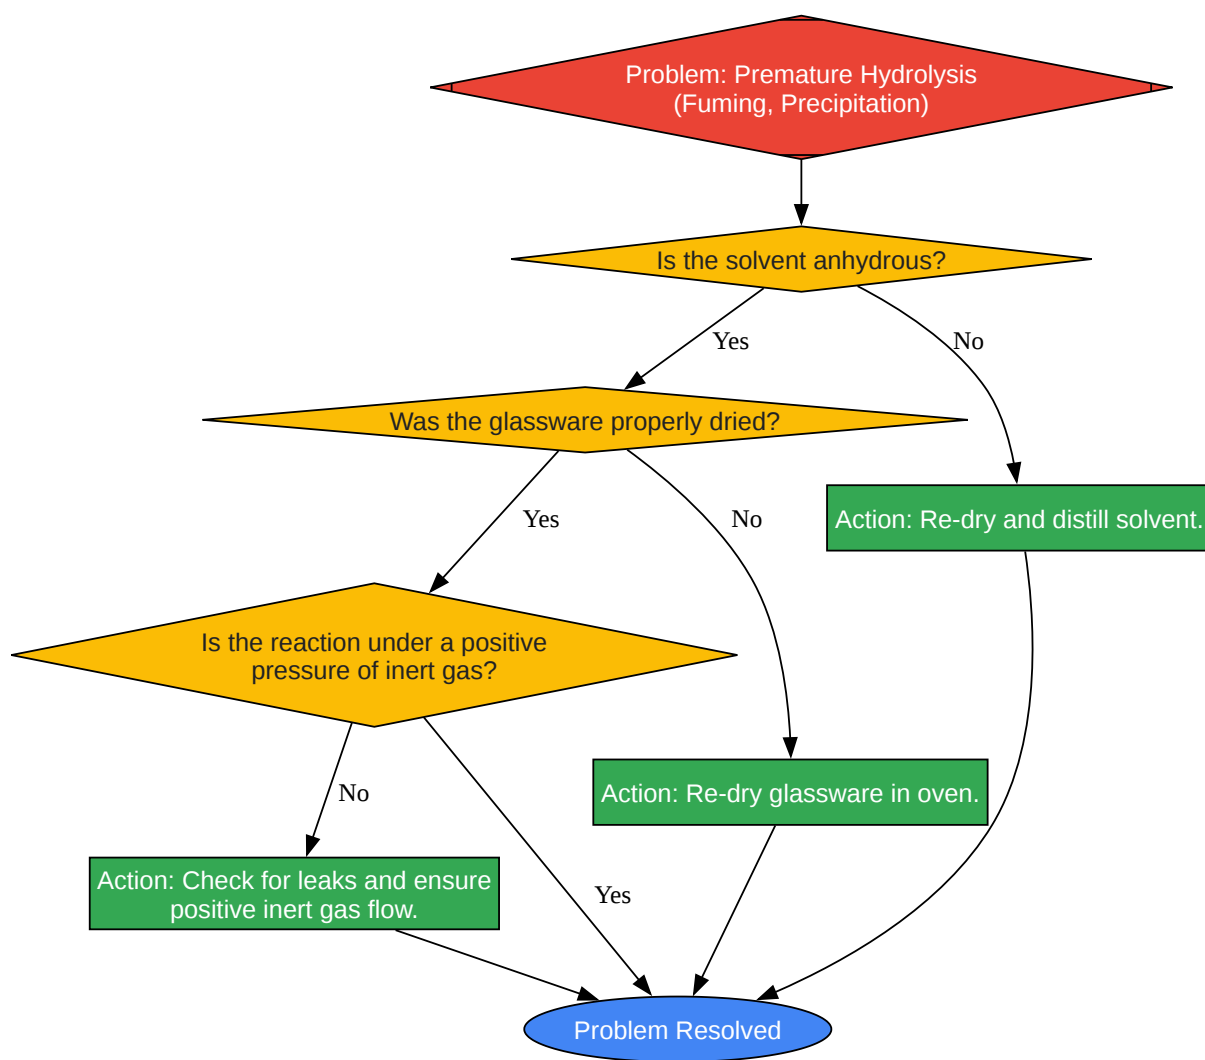 Problem: Premature Hydrolysis
(Fuming, Precipitation)
Is the solvent anhydrous?
Yes
No
Was the glassware properly dried?
Yes
No
Action: Re-dry and distill solvent.
Is the reaction under a positive
pressure of inert gas?
No
Action: Re-dry glassware in oven.
Action: Check for leaks and ensure
positive inert gas flow.
Yes
Problem Resolved